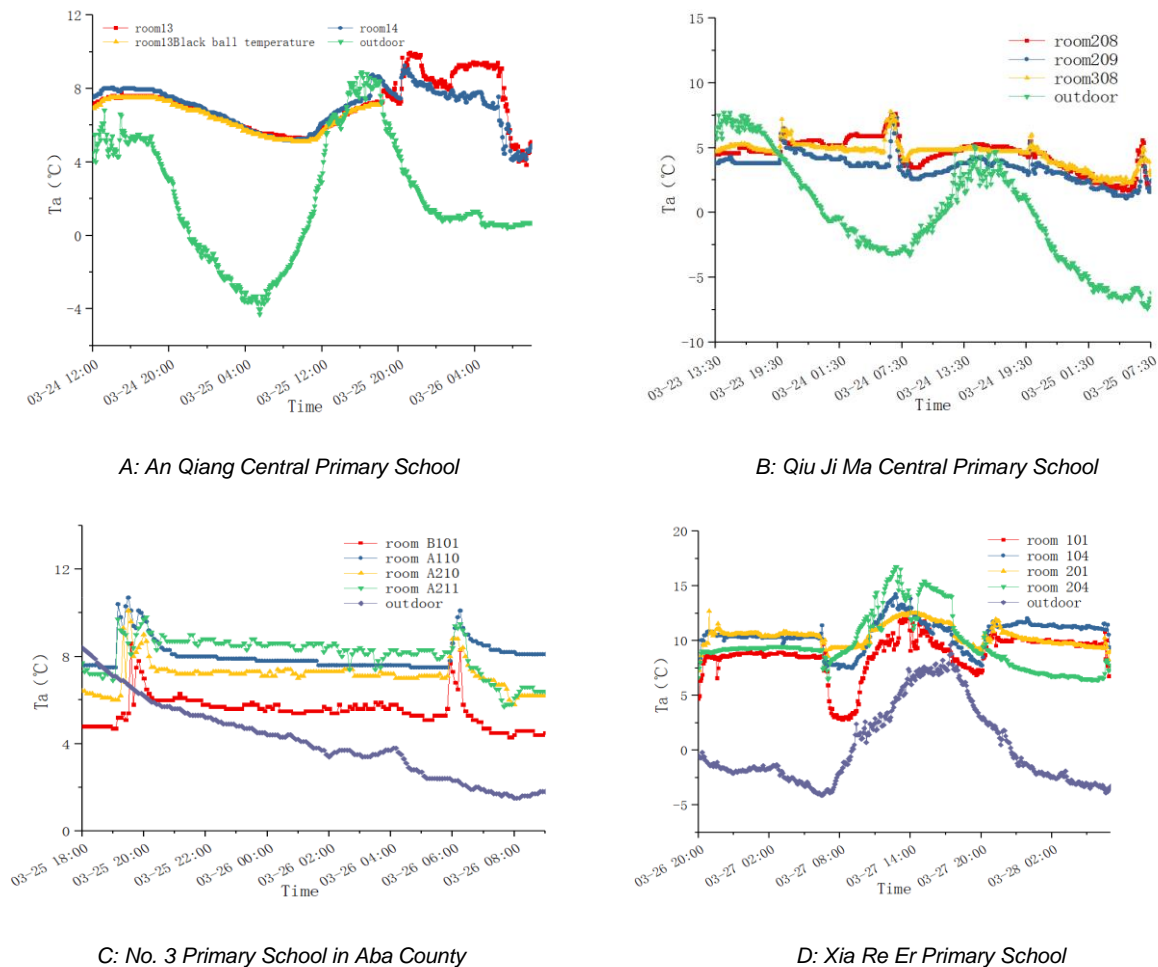 12
8
4
0
-4
Ta (℃)
room13
room14
room13Black ball temperature
outdoor
03-24 12:00
03-24 20:00
03-25 04:00
03-25 12:00
03-25 20:00
03-26 04:00
Time
A: An Qiang Central Primary School
15
10
5
0
-5
-10
Ta (℃)
room208
room209
room308
outdoor
03-23 13:30
03-23 19:30
03-24 01:30
03-24 07:30
03-24 13:30
03-24 19:30
03-25 01:30
03-25 07:30
Time
B: Qiu Ji Ma Central Primary School
12
8
4
0
Ta (℃)
room B101
room A110
room A210
room A211
outdoor
03-25 18:00
03-25 20:00
03-25 22:00
03-26 00:00
03-26 02:00
03-26 04:00
03-26 06:00
03-26 08:00
Time
C: No. 3 Primary School in Aba County
20
15
10
5
0
-5
Ta (℃)
room 101
room 104
room 201
room 204
outdoor
03-26 20:00
03-27 02:00
03-27 08:00
03-27 14:00
03-27 20:00
03-28 02:00
Time
D: Xia Re Er Primary School